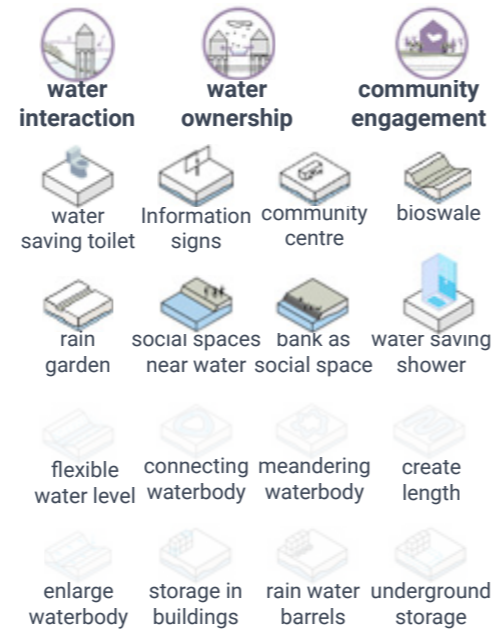 water interaction
water ownership
community engagement
water saving toilet
Information signs
community centre
bioswale
rain garden
social spaces near water
bank as social space
water saving shower
flexible water level
connecting waterbody
meandering waterbody
create length
enlarge waterbody
storage in buildings
rain water barrels
underground storage